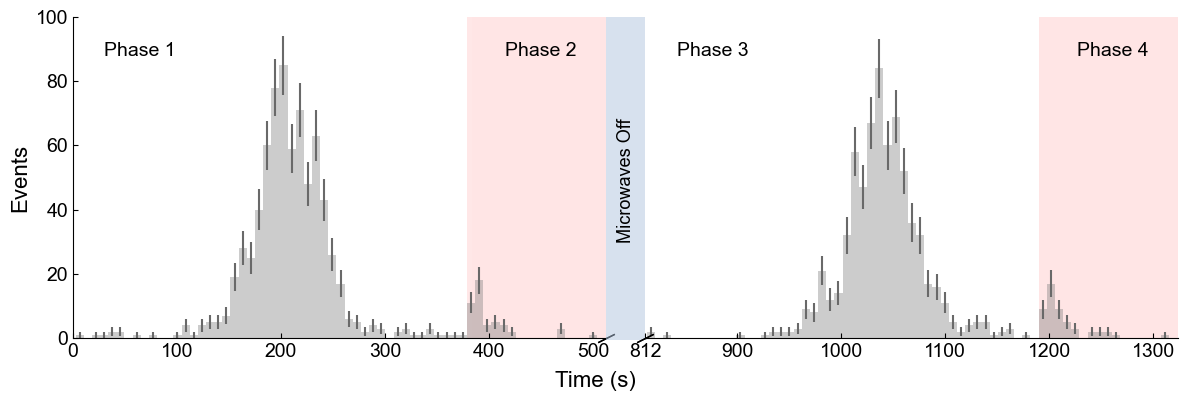 100
80
60
40
20
0
Events
Phase 1
Phase 2
Microwaves Off
Phase 3
Phase 4
0 100 200 300 400 500 812 900 1000 1100 1200 1300
Time (s)